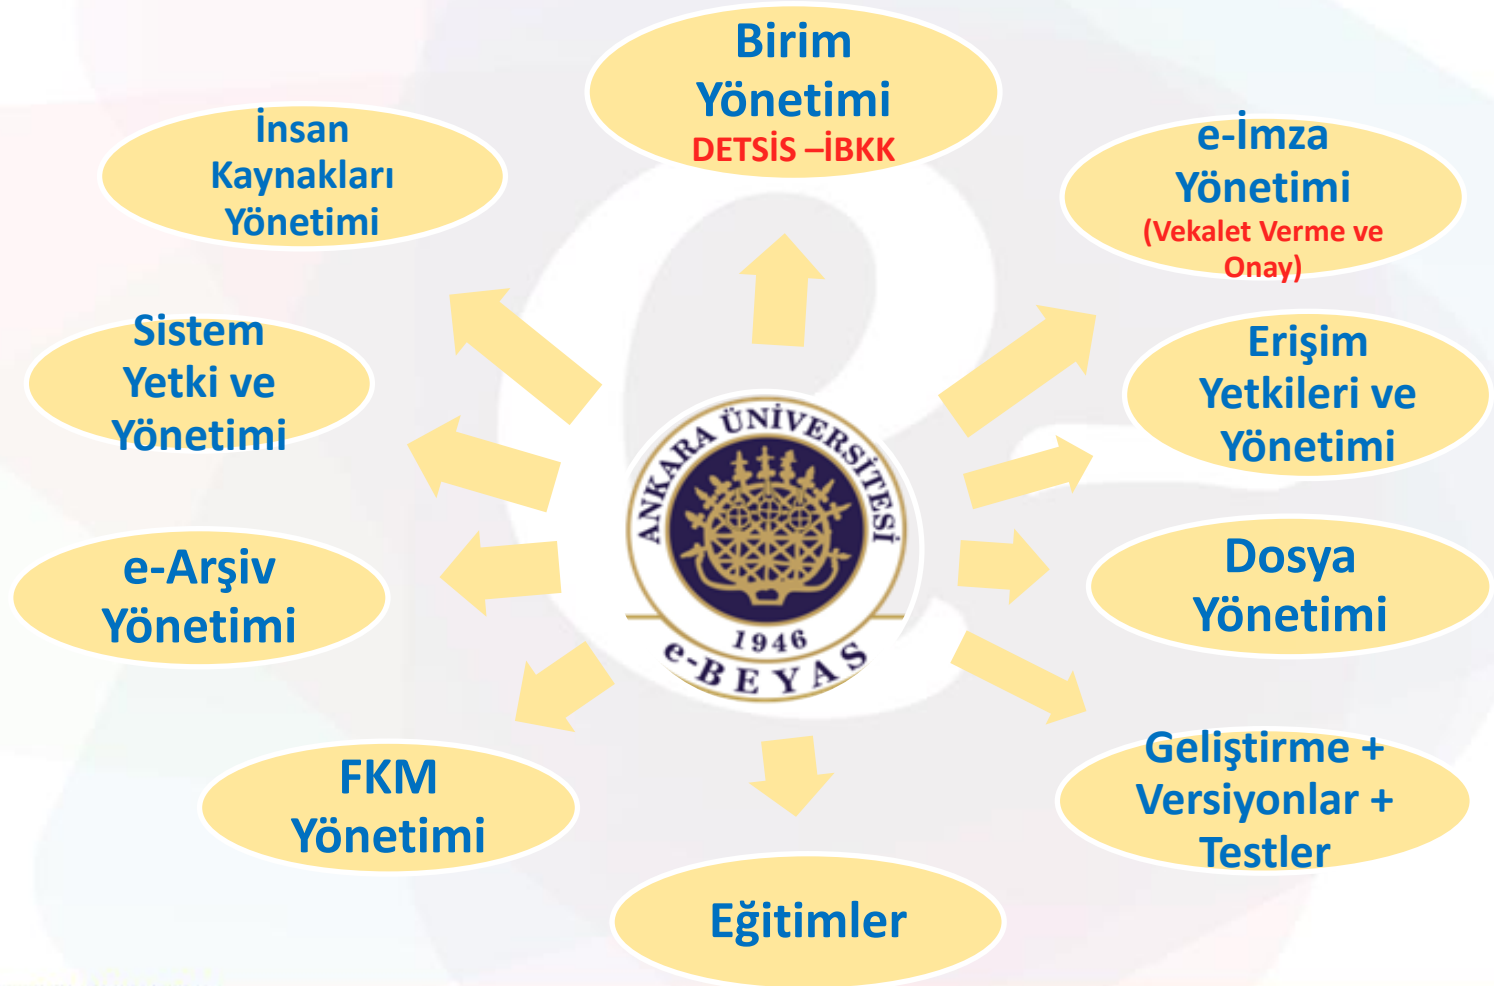 Birim
Yönetimi
DETSİS –İBKK
İnsan
Kaynakları
Yönetimi
e-İmza
Yönetimi
(Vekalet Verme ve
Onay)
Sistem
Yetki ve
Yönetimi
Erişim
Yetkileri ve
Yönetimi
ANKARA ÜNİVERSİTESİ
1946
e-BEYAS
e-Arşiv
Yönetimi
Dosya
Yönetimi
FKM
Yönetimi
Geliştirme +
Versiyonlar +
Testler
Eğitimler